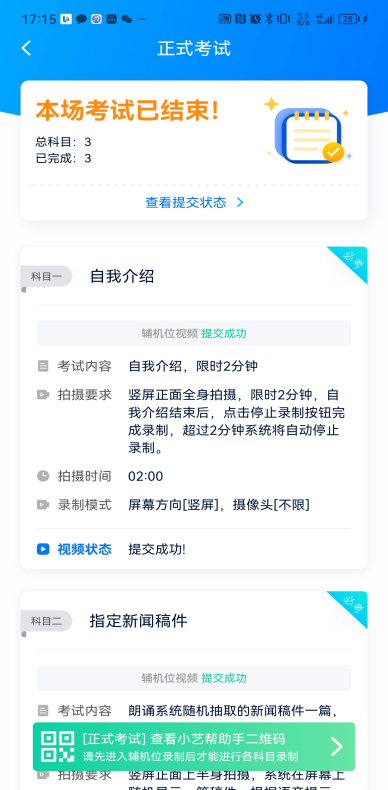 17:15
5.8 K/s
4G
28
正式考试
本场考试已结束!
总科目：3
已完成：3
查看提交状态
必考
科目一
自我介绍
辅机位视频 提交成功
考试内容 自我介绍，限时2分钟
拍摄要求 竖屏正面全身拍摄，限时2分钟，自
我介绍结束后，点击停止录制按钮完
成录制，超过2分钟系统将自动停止
录制。
拍摄时间 02:00
录制模式 屏幕方向[竖屏]，摄像头[不限]
视频状态 提交成功!
必考
科目二
指定新闻稿件
辅机位视频 提交成功
考试内容 朗诵系统随机抽取的新闻稿件一篇，
[正式考试] 查看小艺帮助手二维码
请先进入辅机位录制后才能进行各科目录制
拍摄要求 竖屏正面上半身拍摄，系统在屏幕上